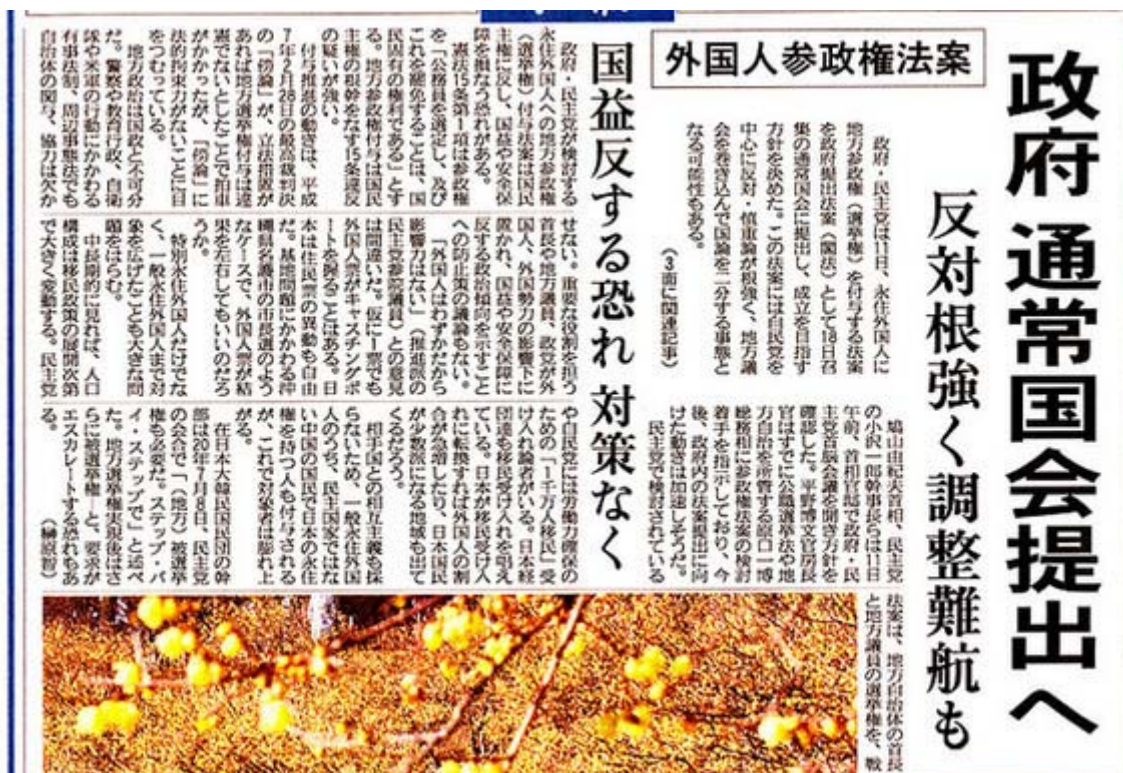 政府 通常国会提出へ
反対根強く調整難航も
外国人参政権法案
政府・民主党は11日、永住外国人に
地方参政権（選挙権）を付与する法案
を政府提出法案（閣法）として18日召
集の通常国会に提出し、成立を目指す
方針を決めた。この法案には自民党を
中心に反対・慎重論が根強く、地方議
会を巻き込んで国論を二分する事態と
なる可能性もある。
（3面に関連記事）
鳩山由紀夫首相、民主党
の小沢一郎幹事長らは11日
午前、首相官邸で政府・民
主党首脳会議を開き方針を
確認した。平野博文官房長
官はすでに公職選挙法や地
方自治を所管する原口一博
総務相に参政権法案の検討
着手を指示しており、今
後、政府内の法案提出に向
けた動きは加速しそうだ。
民主党で検討されている
法案は、地方自治体の首長
と地方議員の選挙権を、戦
国益反する恐れ 対策なく
政府・民主党が検討する
永住外国人への地方参政権
（選挙権）付与法案は国民
主権に反し、国益や安全保
障を損なう恐れがある。
憲法15条第1項は参政権
を「公務員を選定し、及び
これを罷免することは、国
民固有の権利である」とす
る。地方参政権付与は国民
主権の根幹をなす15条違反
の疑いが強い。
付与推進の動きは、平成
7年2月28日の最高裁判決
の「傍論」が、立法措置が
あれば地方選挙権付与は違
憲でないとしたことで拍車
がかかったが、「傍論」に
法的拘束力がないことに目
をつむっている。
地方政治は国政と不可分
だ。警察や教育行政、自衛
隊や米軍の行動にかかわる
有事法制、周辺事態法でも
自治体の関与、協力は欠か
せない。重要な役割を担う
首長や地方議員、政党が外
国人、外国勢力の影響下に
置かれ、国益や安全保障に
反する政治傾向を示すこと
への防止策の議論もない。
「外国人はわずかだから
影響力はない」（推進派の
民主党参院議員）との意見
は間違いだ。仮に1票でも
外国人票がキャスチングボ
ートを握ることはある。日
本は住民票の異動も自由
だ。基地問題にかかわる沖
縄県名護市の市長選のよう
なケースで、外国人票が結
果を左右してもいいのだろ
うか。
特別永住外国人だけでな
く、一般永住外国人まで対
象を広げたことも大きな問
題をはらむ。
中長期的に見れば、人口
構成は移民政策の展開次第
で大きく変動する。民主党
や自民党には労働力確保の
ための「1千万人移民」受
け入れ論者がいる。日本経
団連も移民受け入れを唱え
ている。日本が移民受け入
れに転換すれば外国人の割
合が急増したり、日本国民
が少数派になる地域も出て
くるだろう。
相手国との相互主義も採
らないため、一般永住外国
人のうち、民主国家ではな
い中国の国民で日本の永住
権を持つ人も付与される
が、これで対象者は膨れ上
がる。
在日本大韓民国民団の幹
部は20年7月8日、民主党
の会合で「（地方）被選挙
権も必要だ。ステップ・バ
イ・ステップで」と述べ
た。地方選挙権実現後はさ
らに被選挙権―と、要求が
エスカレートする恐れもあ
る。
（榊原智）